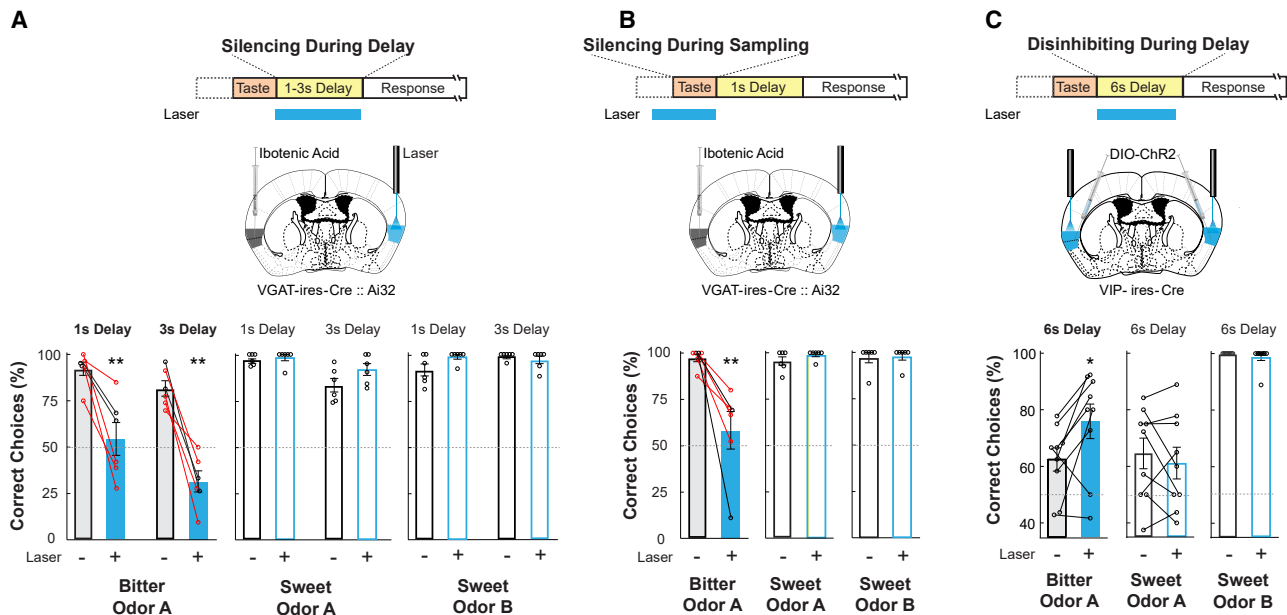 A
Silencing During Delay
Taste
1-3s Delay
Response
Laser
Ibotenic Acid
Laser
VGAT-ires-Cre :: Ai32
1s Delay
3s Delay
1s Delay
3s Delay
1s Delay
3s Delay
Correct Choices (%)
100
75
50
25
0
**
**
Laser
- + - + - + - + - + - +
Bitter
Odor A
Sweet
Odor A
Sweet
Odor B
B
Silencing During Sampling
Taste
1s Delay
Response
Laser
Ibotenic Acid
VGAT-ires-Cre :: Ai32
Correct Choices (%)
100
75
50
25
0
**
Laser
- + - + - +
Bitter
Odor A
Sweet
Odor A
Sweet
Odor B
C
Disinhibiting During Delay
Taste
6s Delay
Response
Laser
DIO-ChR2
VIP- ires-Cre
6s Delay
6s Delay
6s Delay
Correct Choices (%)
100
80
60
40
*
Laser
- + - + - +
Bitter
Odor A
Sweet
Odor A
Sweet
Odor B